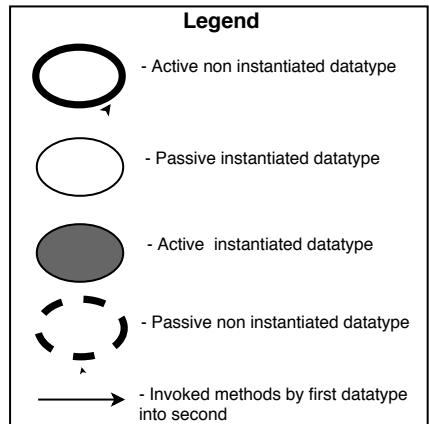 Legend
- Active non instantiated datatype
- Passive instantiated datatype
- Active instantiated datatype
- Passive non instantiated datatype
- Invoked methods by first datatype
into second